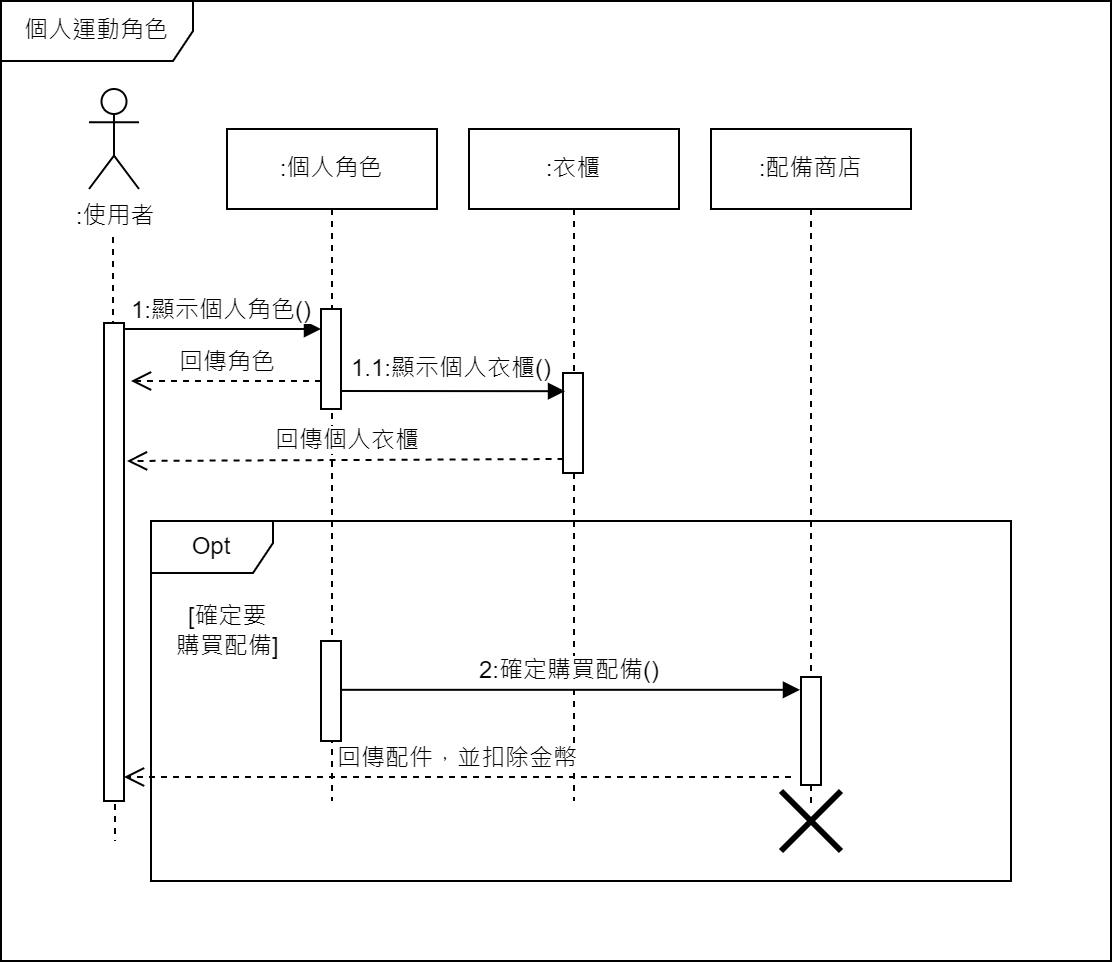 個人運動角色
:使用者
:個人角色
:衣櫃
:配備商店
1:顯示個人角色()
回傳角色
1.1:顯示個人衣櫃()
回傳個人衣櫃
Opt
[確定要
購買配備]
2:確定購買配備()
回傳配件，並扣除金幣